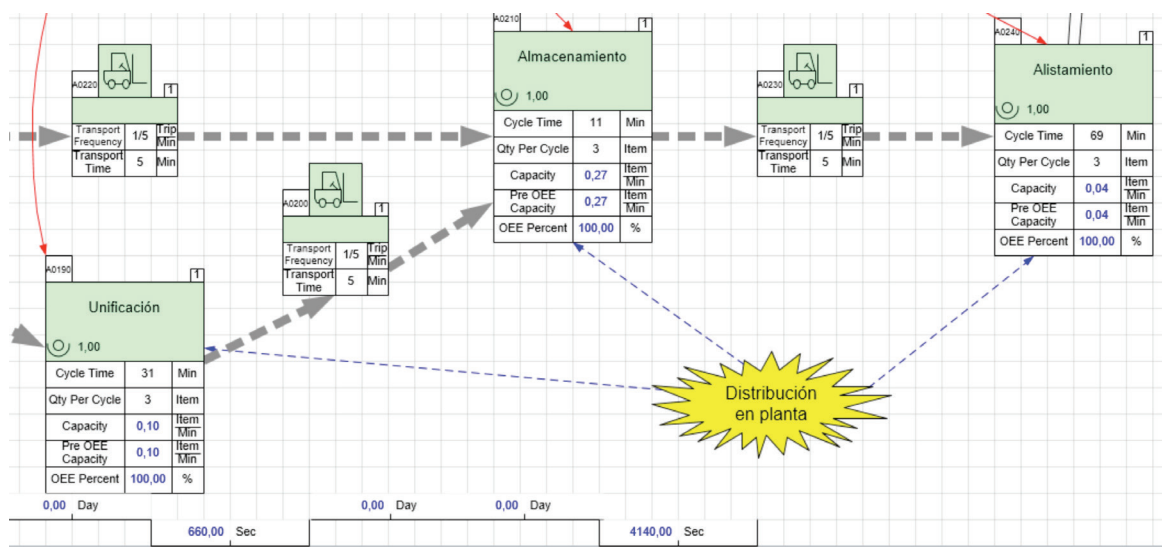 A0210
1
Almacenamiento
1,00
Cycle Time 11 Min
Qty Per Cycle 3 Item
Capacity 0,27 Item
Min
Pre OEE
Capacity 0,27 Item
Min
OEE Percent 100,00 %
A0240
1
Alistamiento
1,00
Cycle Time 69 Min
Qty Per Cycle 3 Item
Capacity 0,04 Item
Min
Pre OEE
Capacity 0,04 Item
Min
OEE Percent 100,00 %
A0220
1
Transport
Frequency 1/5 Trip
Min
Transport
Time 5 Min
A0230
1
Transport
Frequency 1/5 Trip
Min
Transport
Time 5 Min
A0200
1
Transport
Frequency 1/5 Trip
Min
Transport
Time 5 Min
A0190
1
Unificación
1,00
Cycle Time 31 Min
Qty Per Cycle 3 Item
Capacity 0,10 Item
Min
Pre OEE
Capacity 0,10 Item
Min
OEE Percent 100,00 %
Distribución
en planta
0,00 Day
0,00 Day
0,00 Day
660,00 Sec
4140,00 Sec